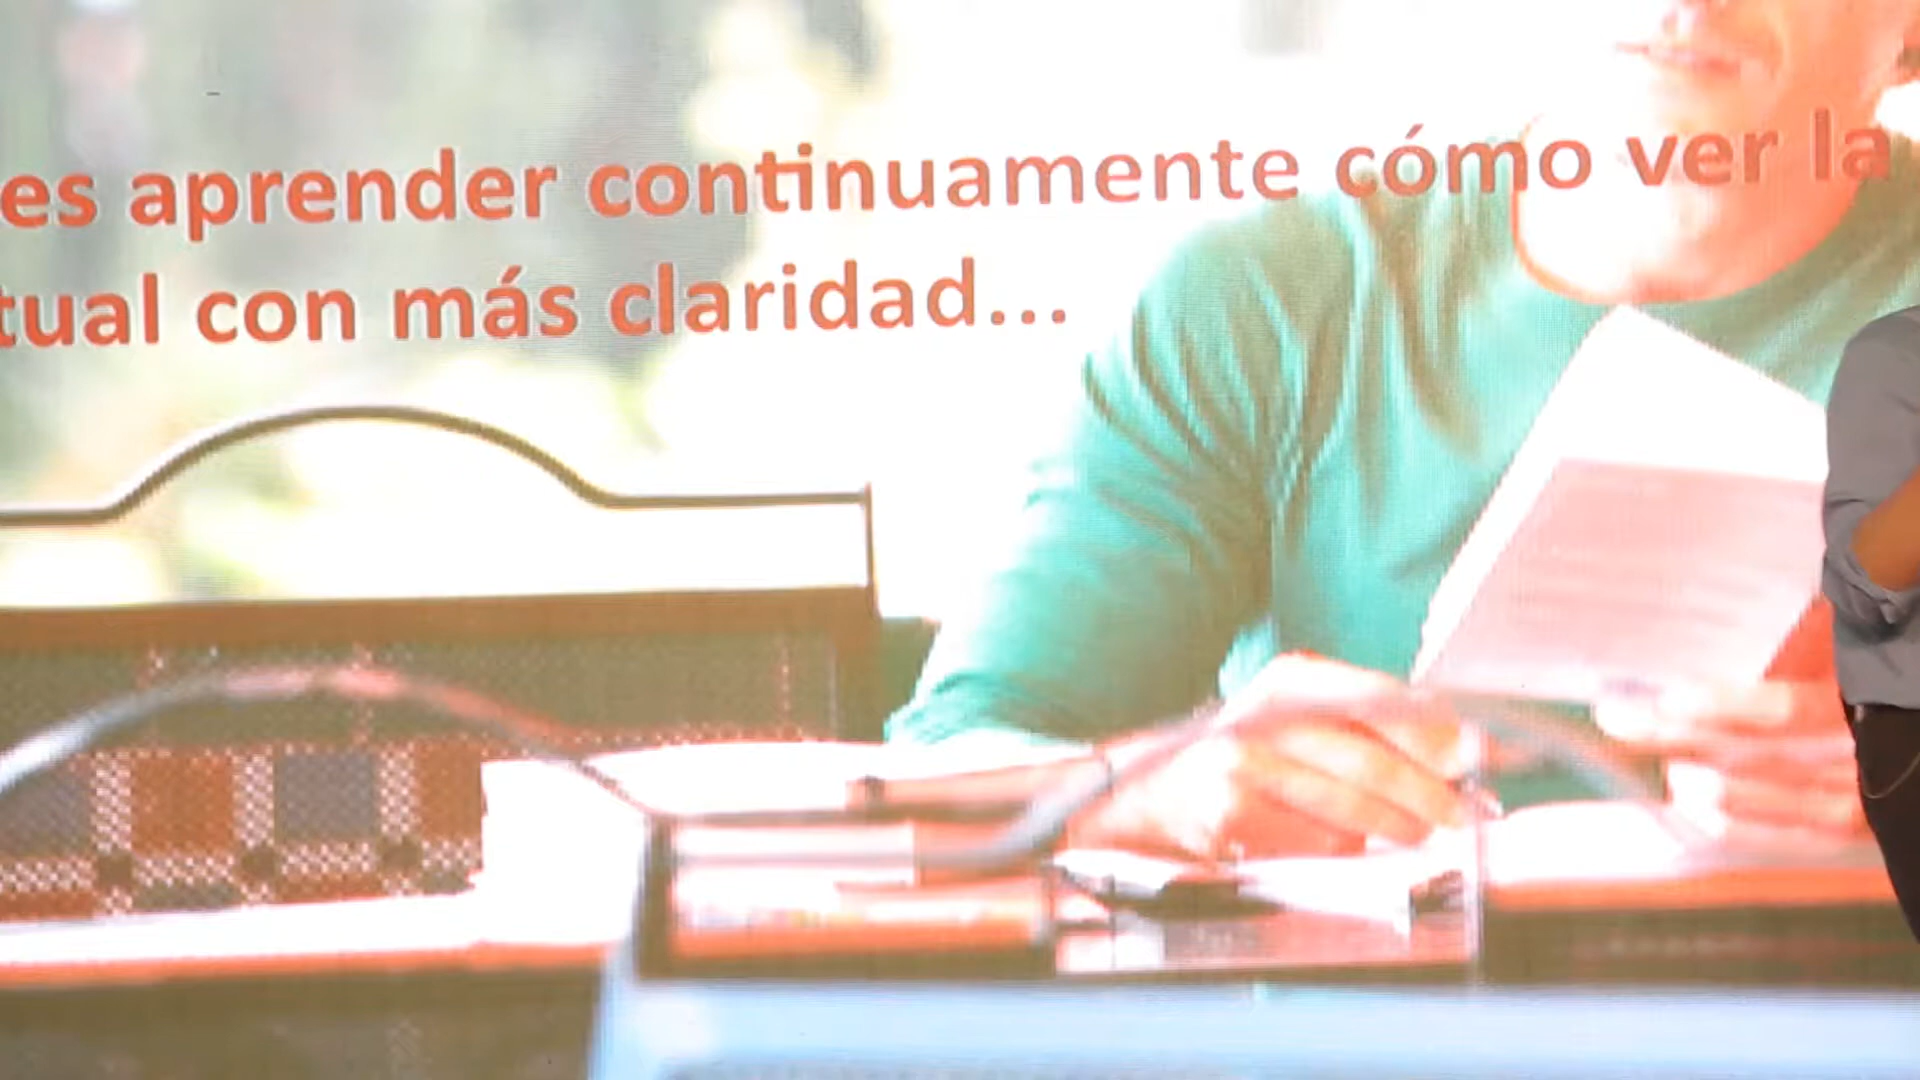 es aprender continuamente cómo ver la
tual con más claridad...